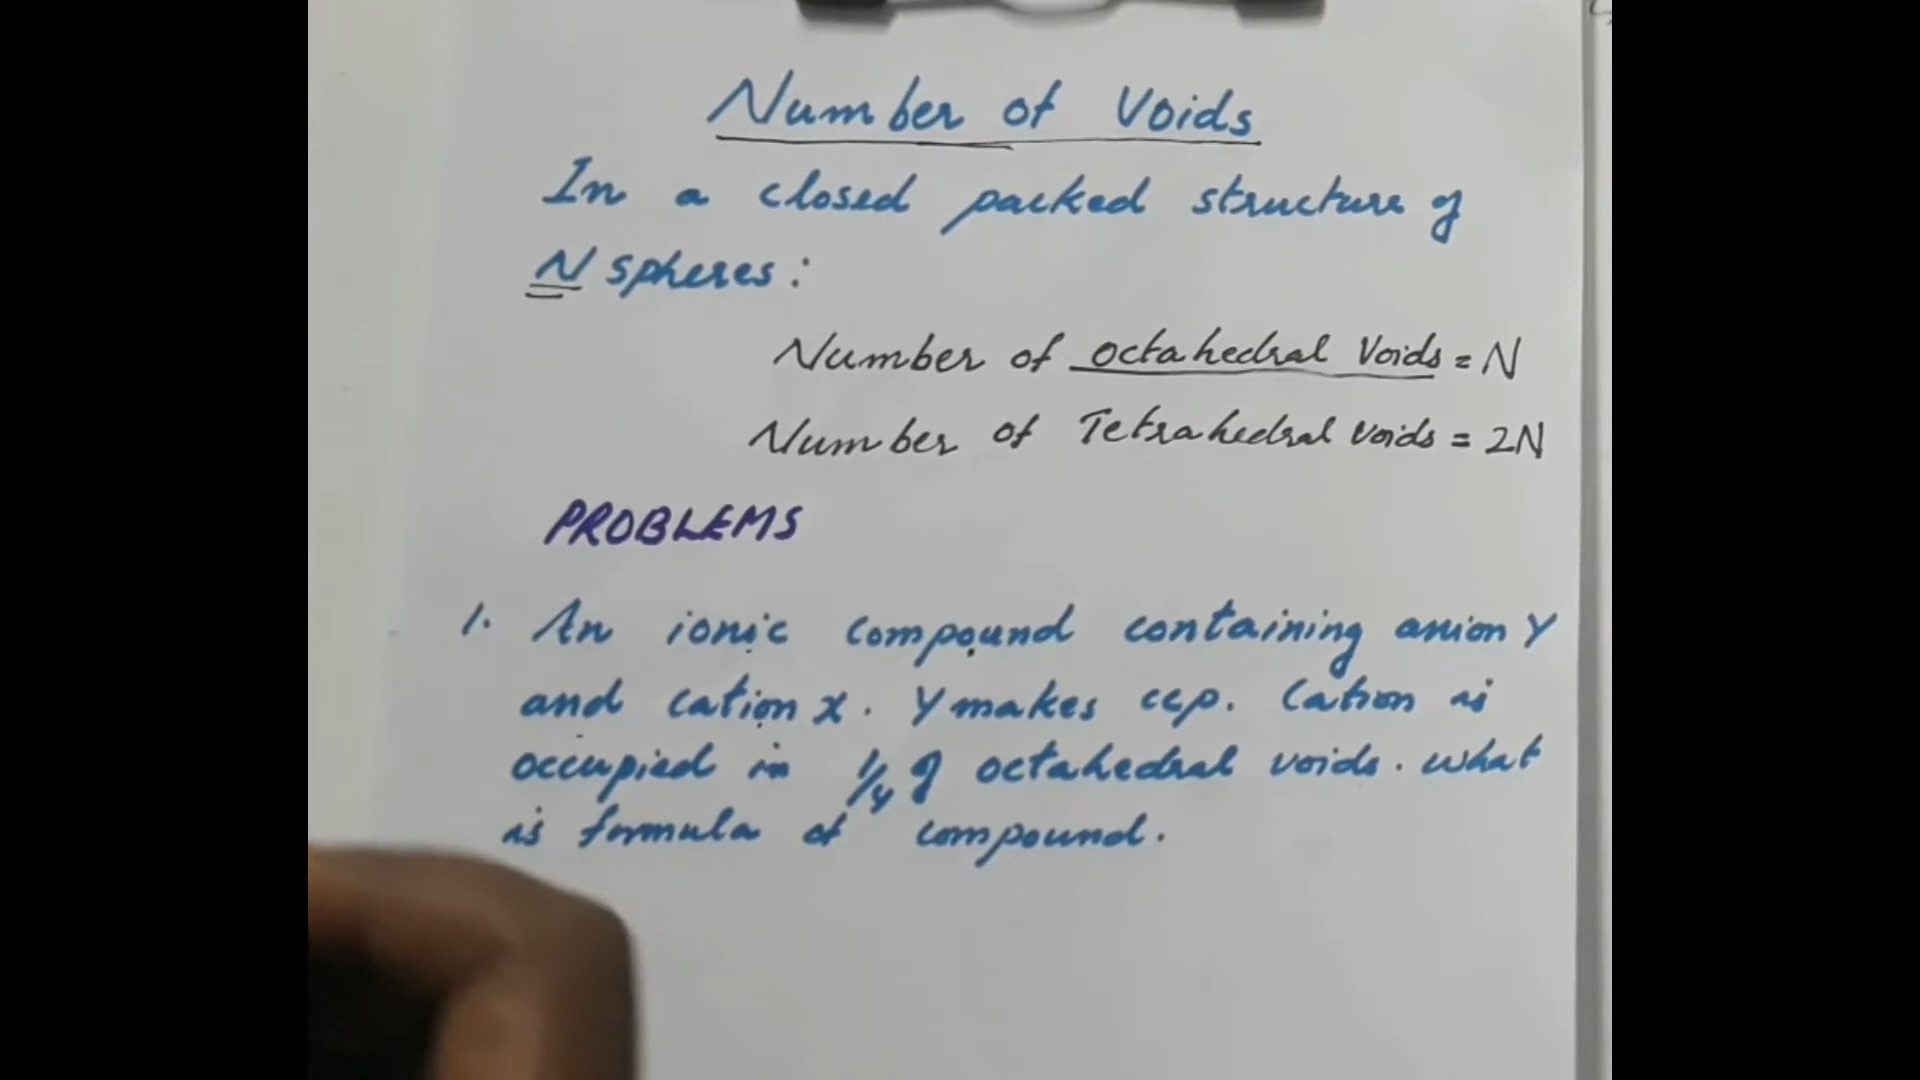 Number of Voids
In a closed packed structure of
N spheres:
Number of octahedral Voids = N
Number of Tetrahedral Voids = 2N
PROBLEMS
1. An ionic compound containing anion Y
and cation X. Y makes ccp. Cation is
occupied in 1/4 of octahedral voids. what
is formula of compound.